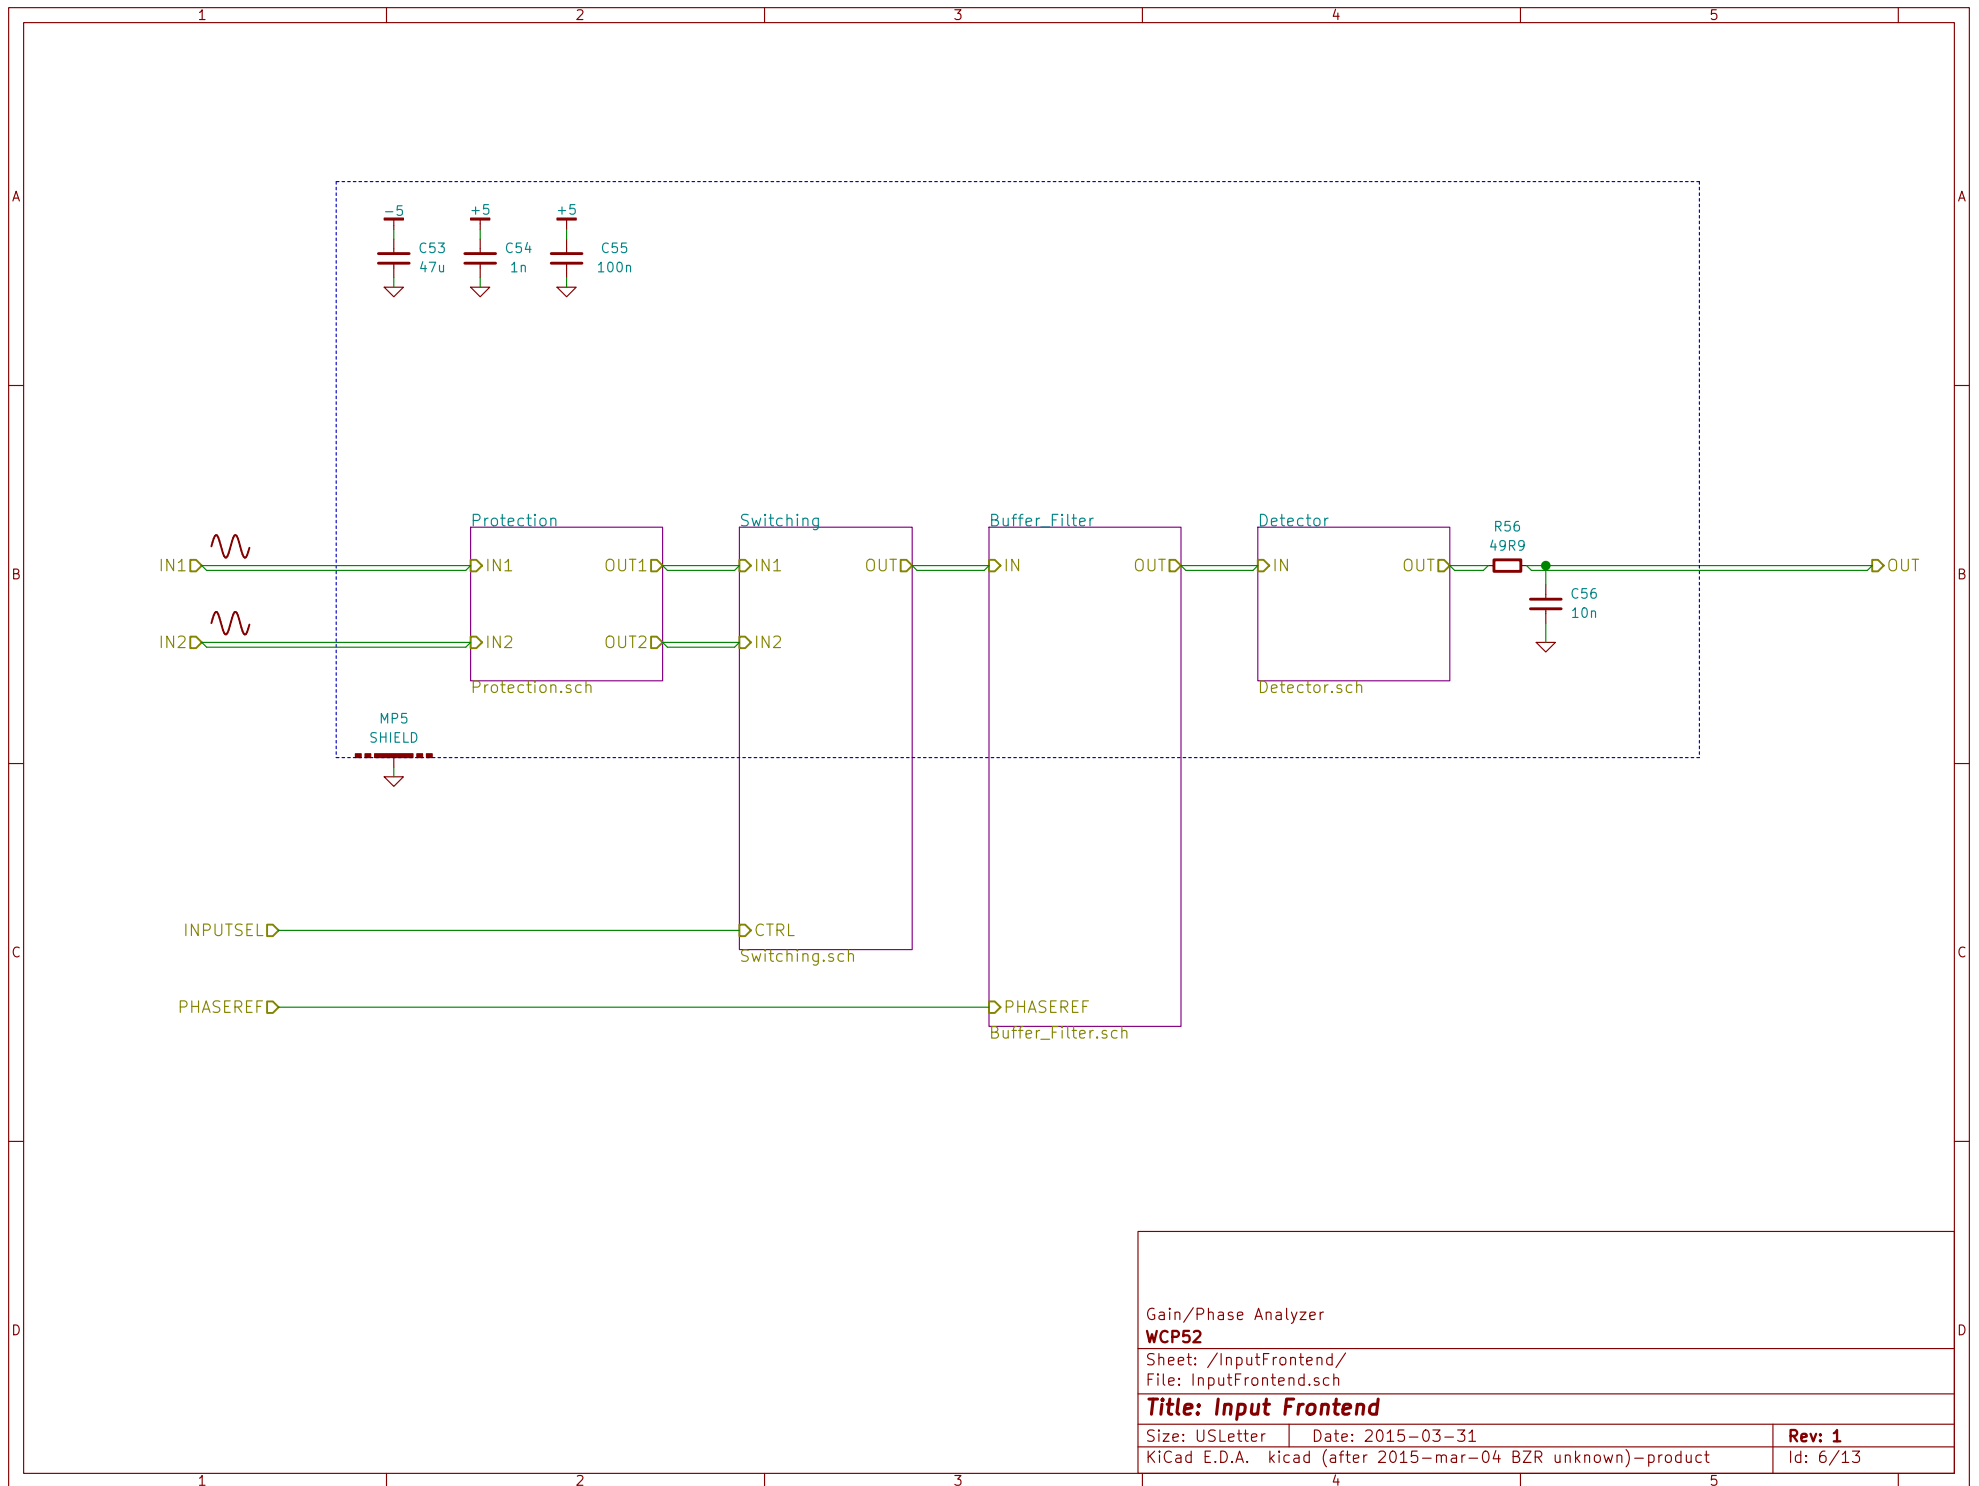 1 2 3 4 5
A A
-5 +5 +5
C53 C54 C55
47u 1n 100n
Protection Switching Buffer_Filter Detector
R56
49R9
IN1 IN1 OUT1 IN1 OUT IN OUT IN OUT OUT
B B
C56
10n
IN2 IN2 OUT2 IN2
Protection.sch Detector.sch
MP5
SHIELD
INPUTSEL CTRL
C C
Switching.sch
PHASEREF PHASEREF
Buffer_Filter.sch
Gain/Phase Analyzer
D D
WCP52
Sheet: /InputFrontend/
File: InputFrontend.sch
Title: Input Frontend
Size: USLetter Date: 2015-03-31 Rev: 1
KiCad E.D.A. kicad (after 2015-mar-04 BZR unknown)-product Id: 6/13
1 2 3 4 5